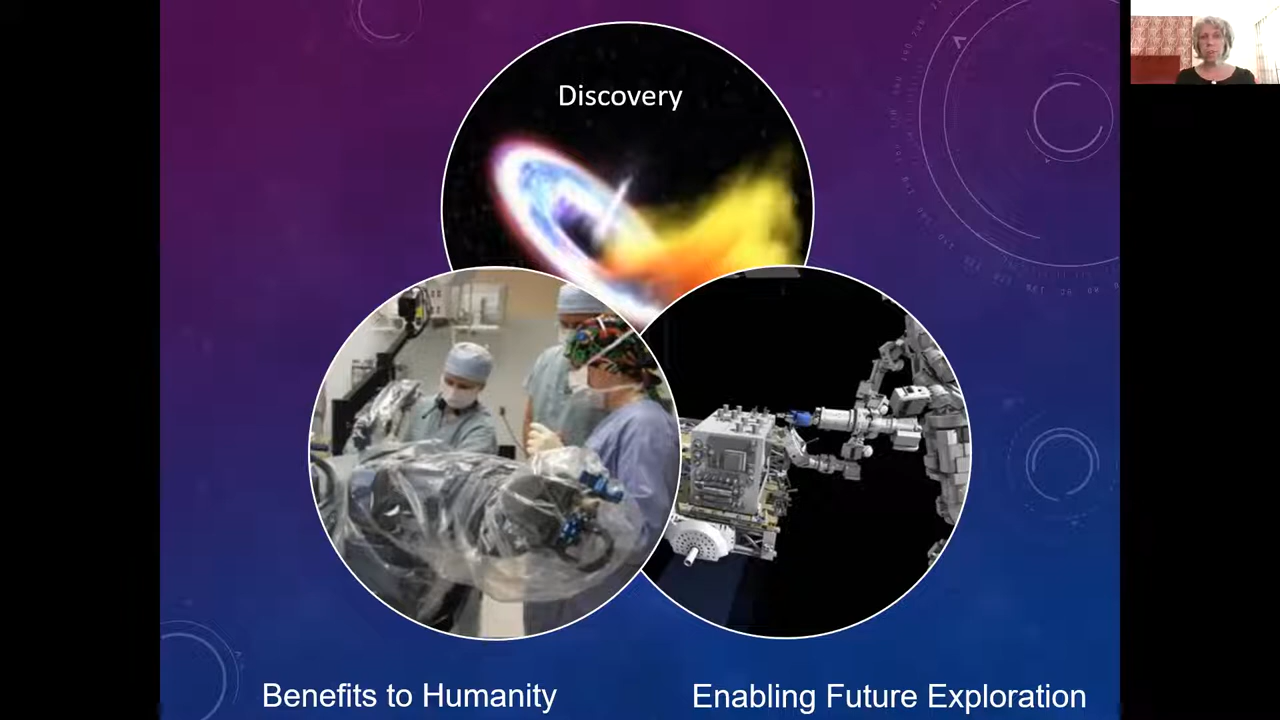 Discovery
Benefits to Humanity
Enabling Future Exploration